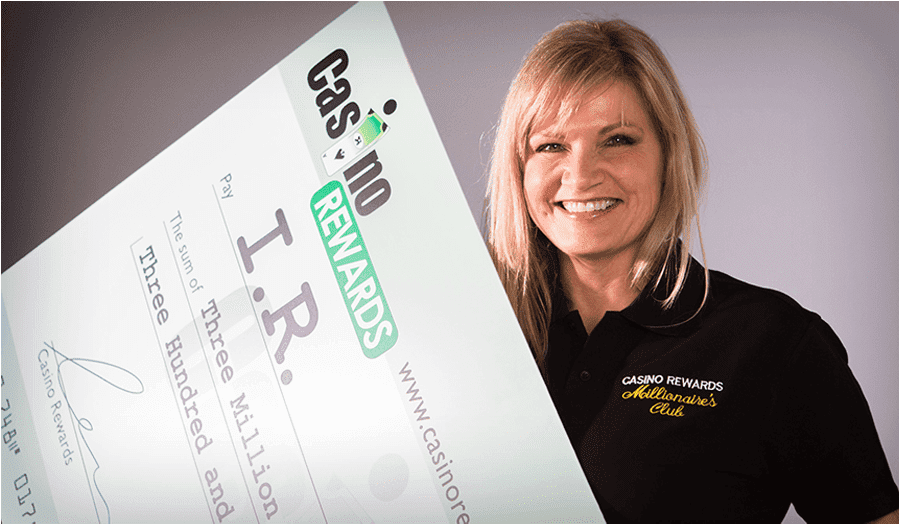 Casino
REWARDS
www.casinore
Pay
I.R.
The sum of Three Million
Three Hundred and
Casino Rewards
CASINO REWARDS
Millionaire's
Club